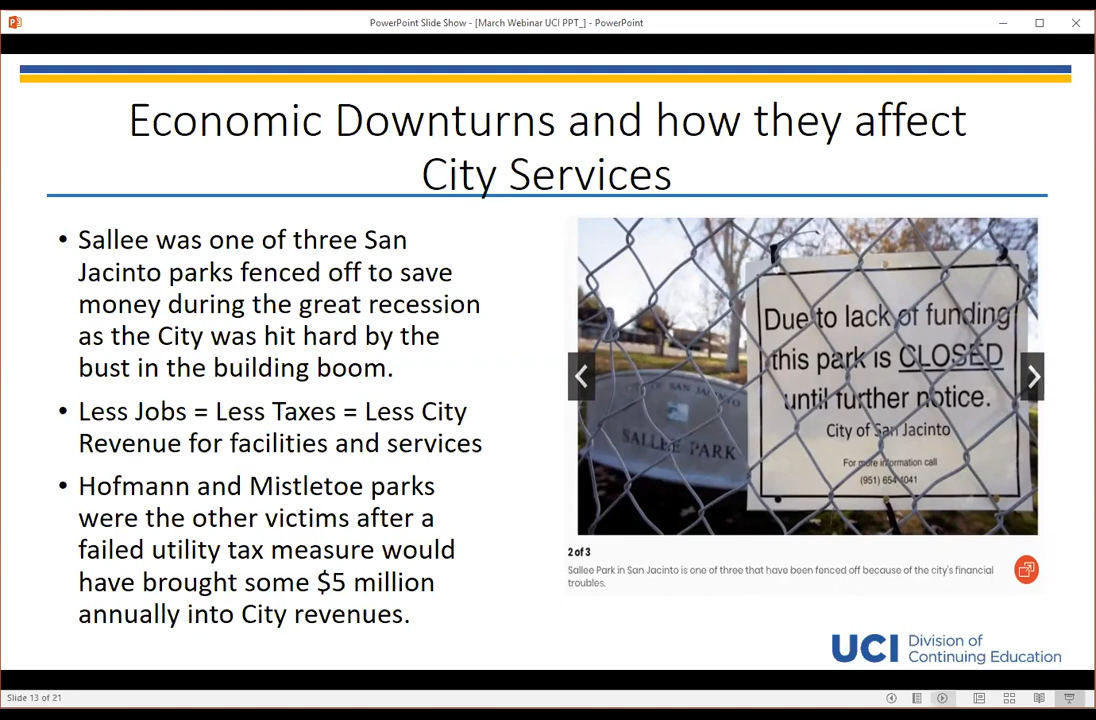 PowerPoint Slide Show - [March Webinar UCI PPT_] - PowerPoint
Economic Downturns and how they affect
City Services
• Sallee was one of three San
Jacinto parks fenced off to save
money during the great recession
as the City was hit hard by the
bust in the building boom.
• Less Jobs = Less Taxes = Less City
Revenue for facilities and services
• Hofmann and Mistletoe parks
were the other victims after a
failed utility tax measure would
have brought some $5 million
annually into City revenues.
CITY OF SAN JACINTO
SALLEE PARK
Due to lack of funding
this park is CLOSED
until further notice.
City of San Jacinto
For more information call
(951) 654-4041
2 of 3
Sallee Park in San Jacinto is one of three that have been fenced off because of the city's financial
troubles.
UCI Division of
Continuing Education
Slide 13 of 21